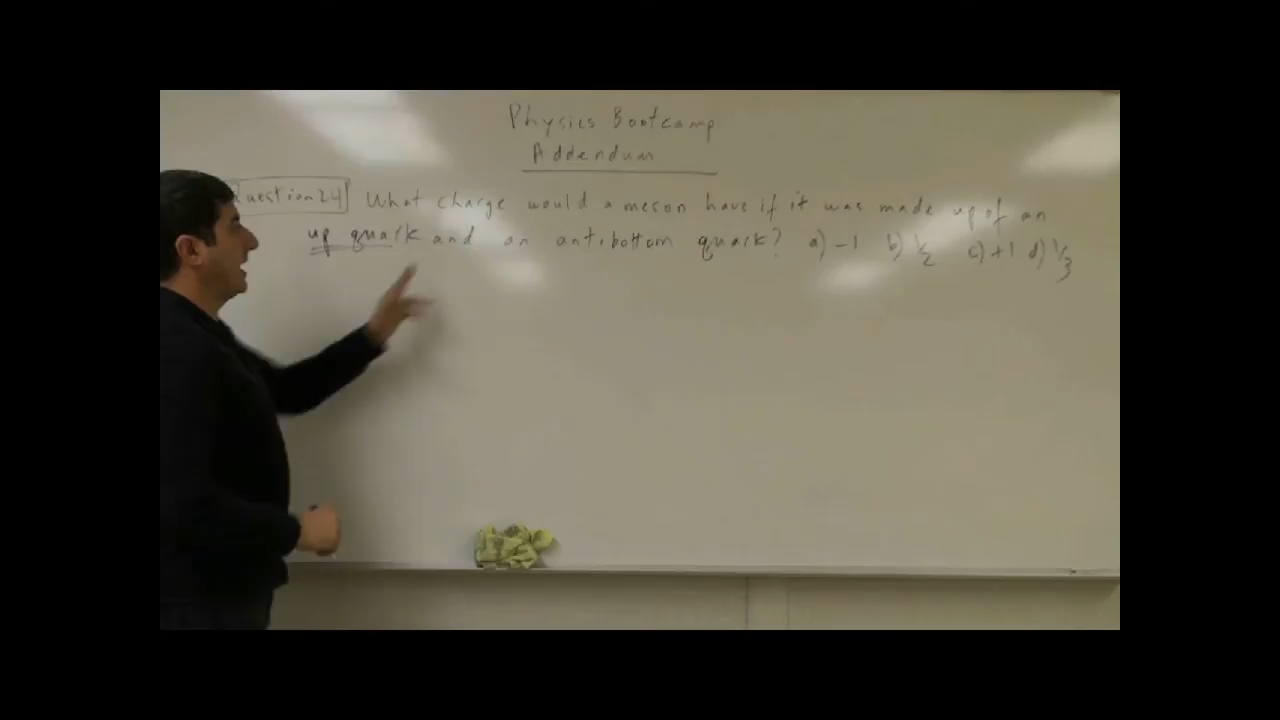 Physics Bootcamp
Addendum
Question 24 What charge would a meson have if it was made up of an
up quark and an antibottom quark? a) -1 b) 1/2 c) +1 d) 1/3